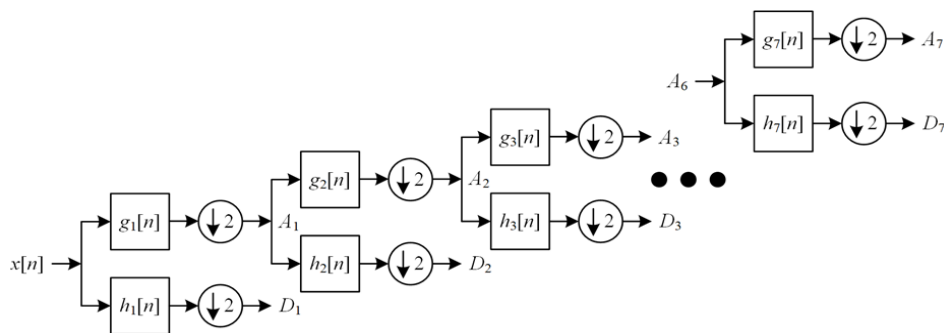 g₇[n] ↓2 A₇
A₆
h₇[n] ↓2 D₇
g₃[n] ↓2 A₃
g₂[n] ↓2 A₂
h₃[n] ↓2 D₃
g₁[n] ↓2 A₁
h₂[n] ↓2 D₂
x[n]
h₁[n] ↓2 D₁